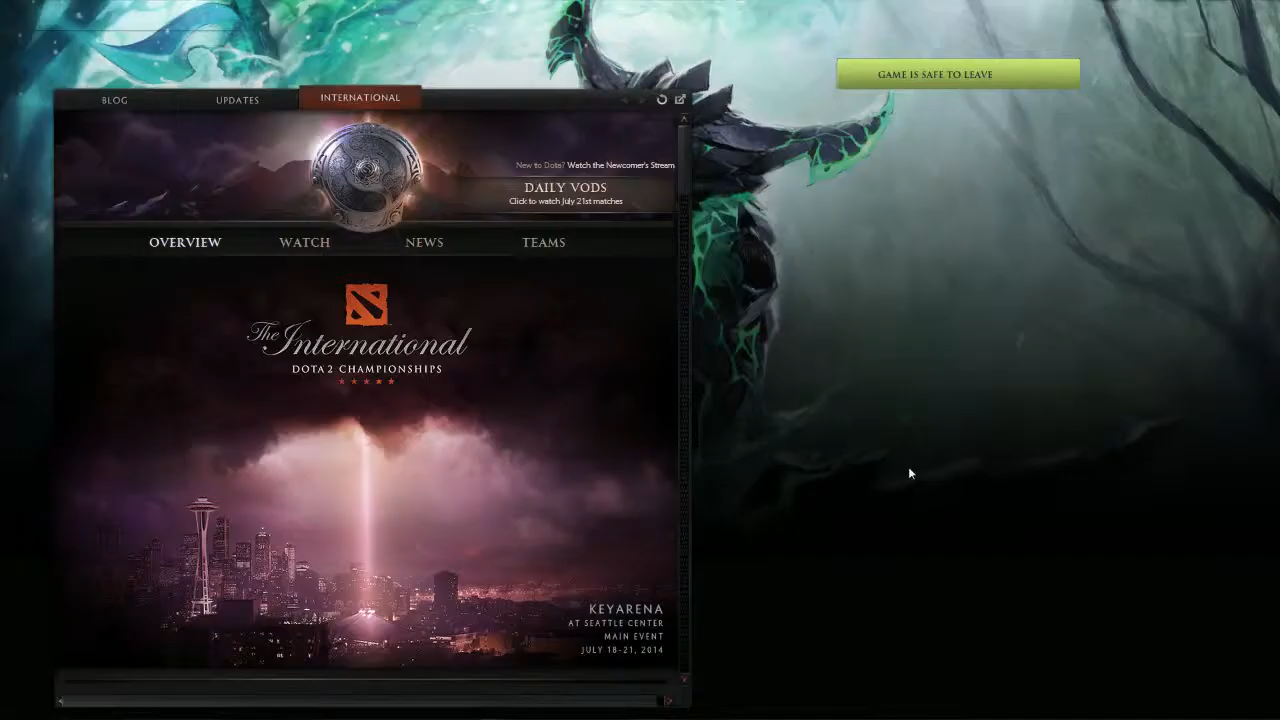 GAME IS SAFE TO LEAVE
BLOG
UPDATES
INTERNATIONAL
New to Dota? Watch the Newcomer's Stream
DAILY VODS
Click to watch July 21st matches
OVERVIEW
WATCH
NEWS
TEAMS
The International
DOTA 2 CHAMPIONSHIPS
KEYARENA
AT SEATTLE CENTER
MAIN EVENT
JULY 18-21, 2014